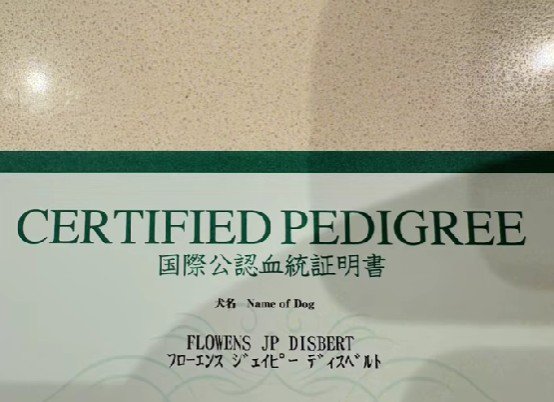 CERTIFIED PEDIGREE
国際公認血統証明書
犬名 Name of Dog
FLOWENS JP DISBERT
フローエンス ジェイピー ディスベルト